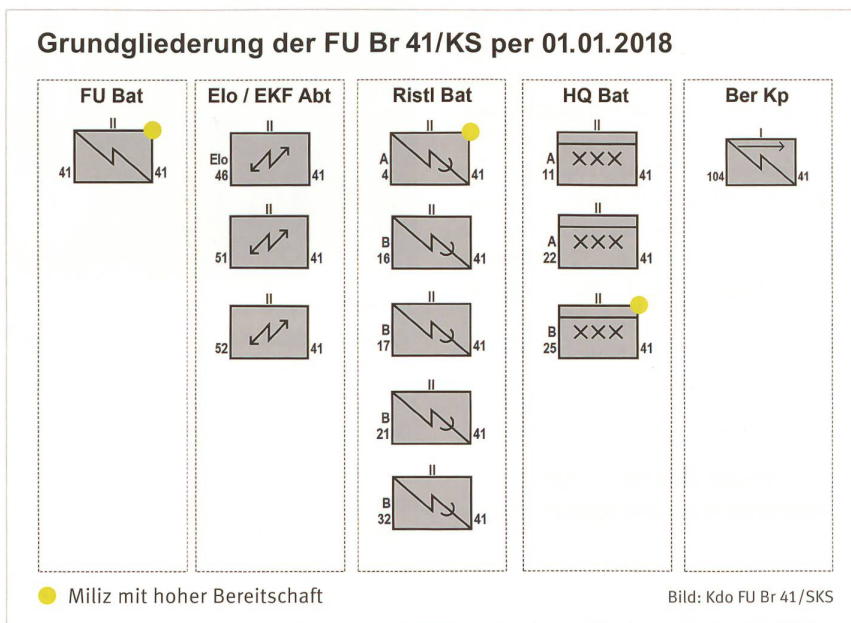 Grundgliederung der FU Br 41/KS per 01.01.2018
FU Bat
II
41 41
Elo / EKF Abt
II
Elo
46 41
II
51 41
II
52 41
Ristl Bat
II
A
4 41
II
B
16 41
II
B
17 41
II
B
21 41
II
B
32 41
HQ Bat
II
A
XXX
11 41
II
A
XXX
22 41
II
B
XXX
25 41
Ber Kp
I
104 41
Miliz mit hoher Bereitschaft
Bild: Kdo FU Br 41/SKS